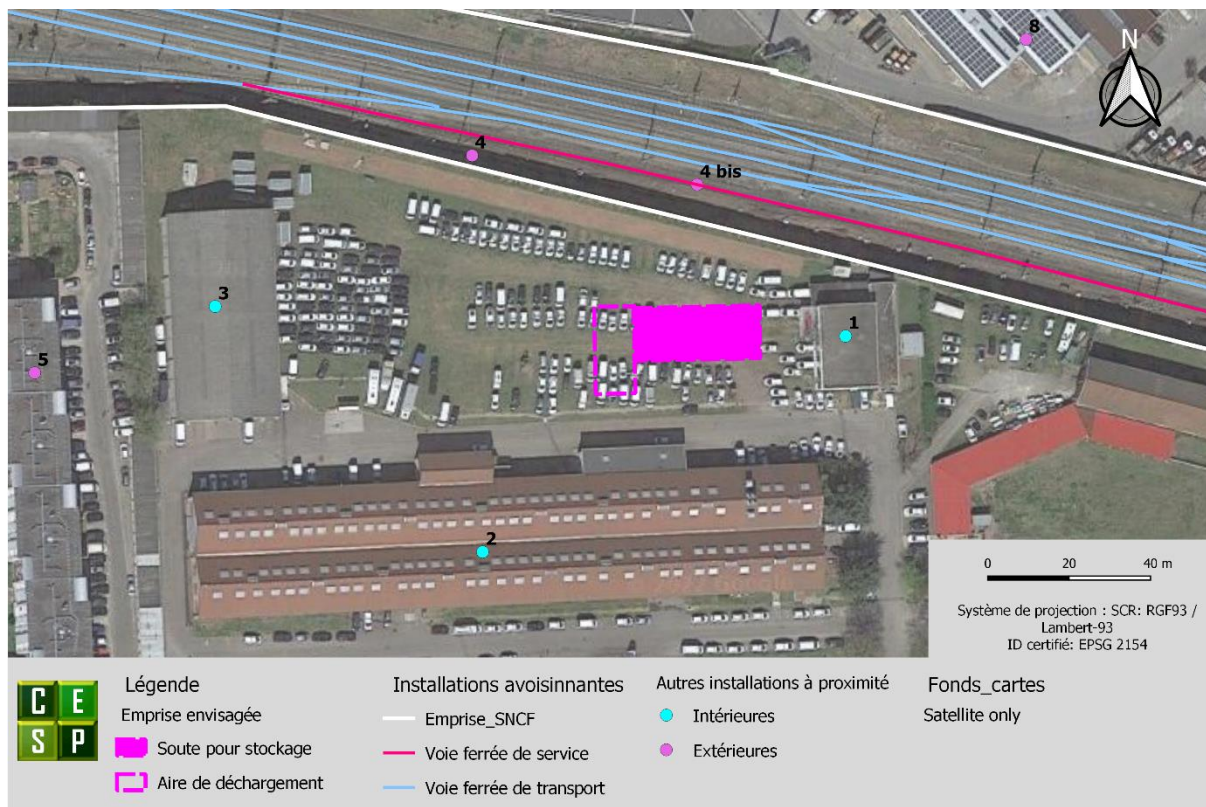 8
N
4
4 bis
3
1
5
2
0 20 40 m
Système de projection : SCR: RGF93 /
Lambert-93
ID certifié: EPSG 2154
C E
S P
Légende
Emprise envisagée
Soute pour stockage
Aire de déchargement
Installations avoisinnantes
Emprise_SNCF
Voie ferrée de service
Voie ferrée de transport
Autres installations à proximité
Intérieures
Extérieures
Fonds_cartes
Satellite only